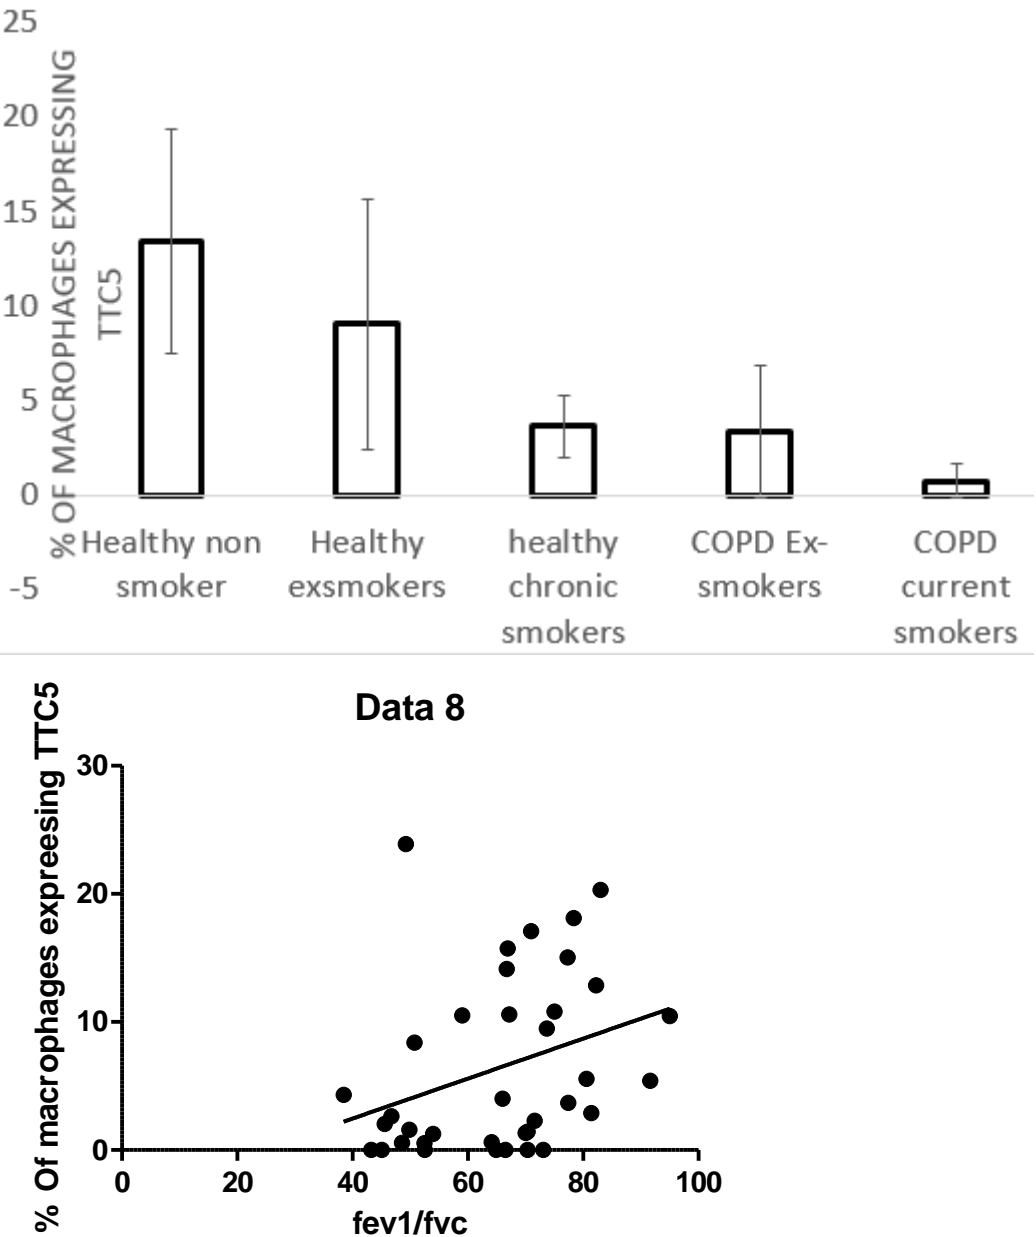 25
20
15
10
5
0
-5
% OF MACROPHAGES EXPRESSING
TTC5
Healthy non
smoker
Healthy
exsmokers
healthy
chronic
smokers
COPD Ex-
smokers
COPD
current
smokers
Data 8
% Of macrophages expreesing TTC5
30
20
10
0
0 20 40 60 80 100
fev1/fvc